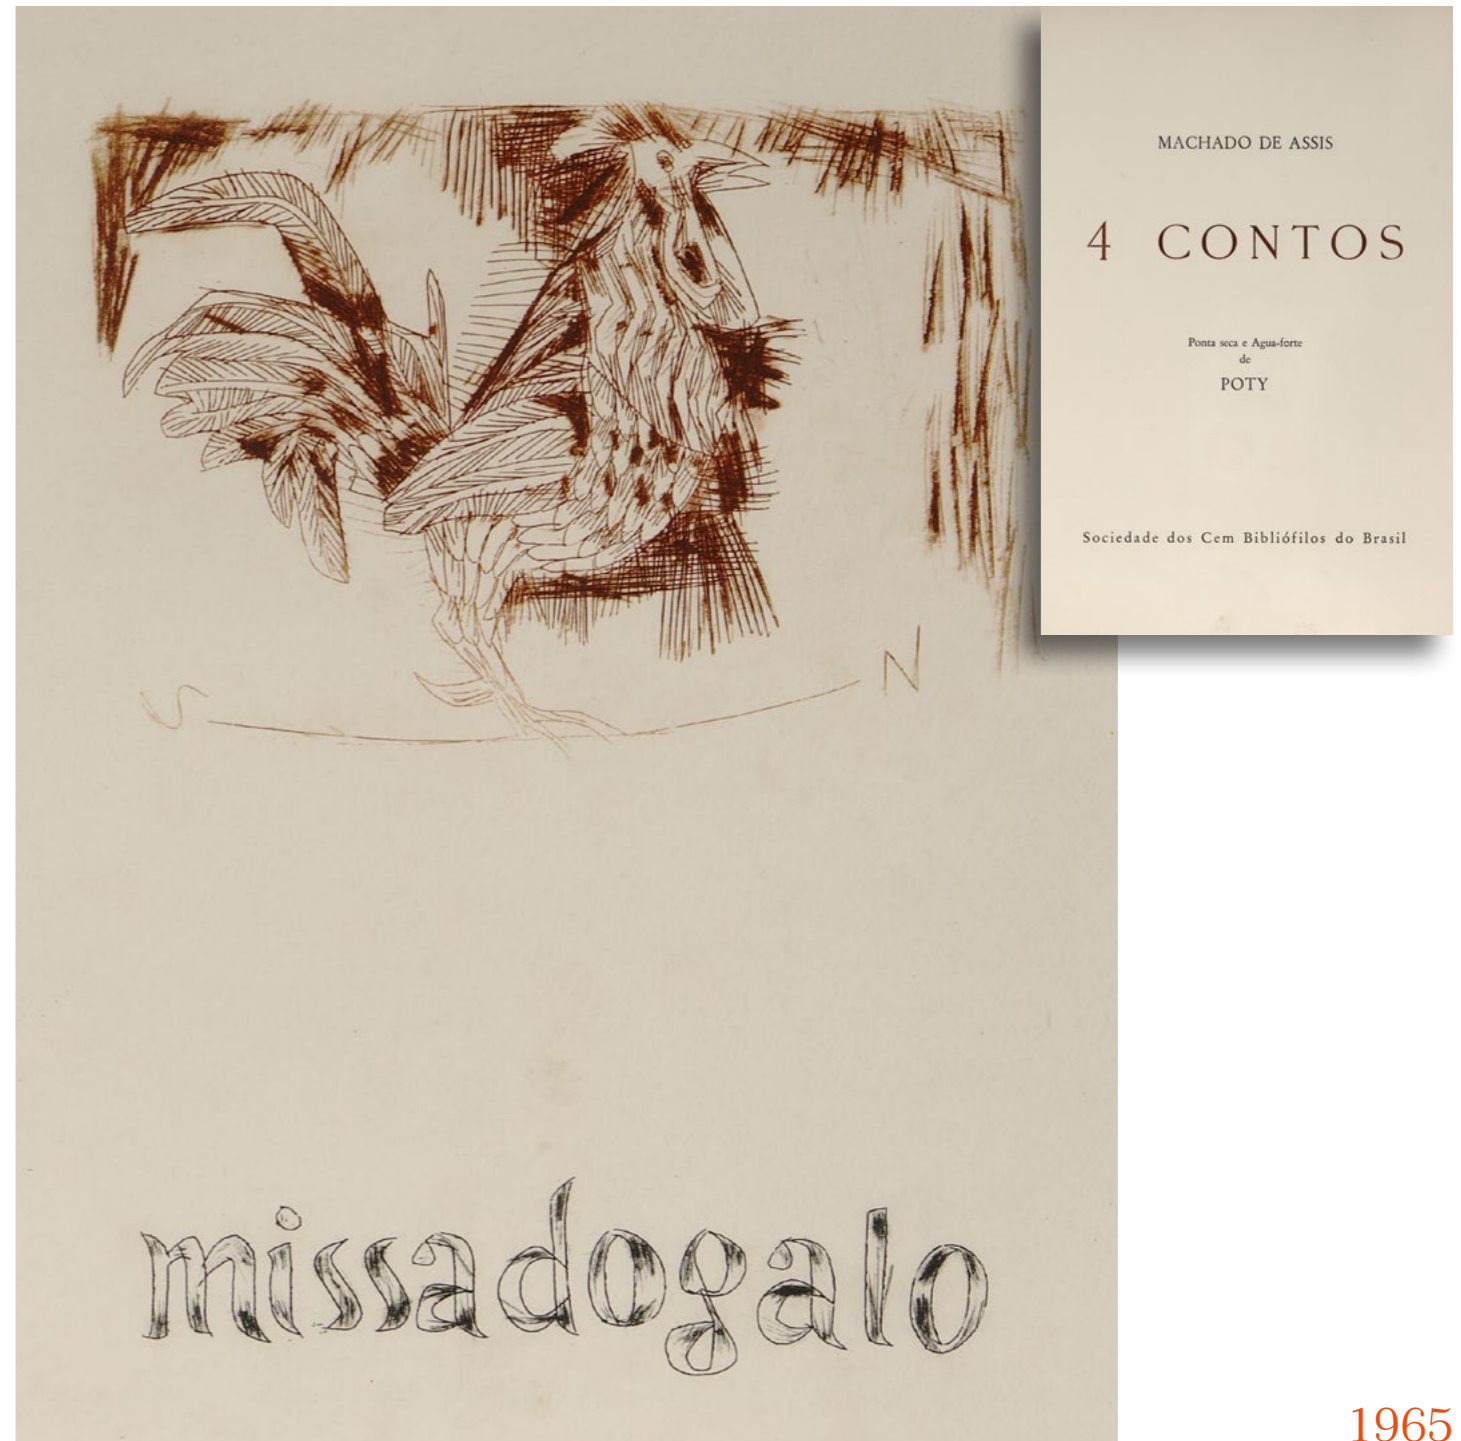 MACHADO DE ASSIS
4 CONTOS
Ponta seca e Agua-forte
de
POTY
Sociedade dos Cem Bibliófilos do Brasil
S N
missadogalo
1965